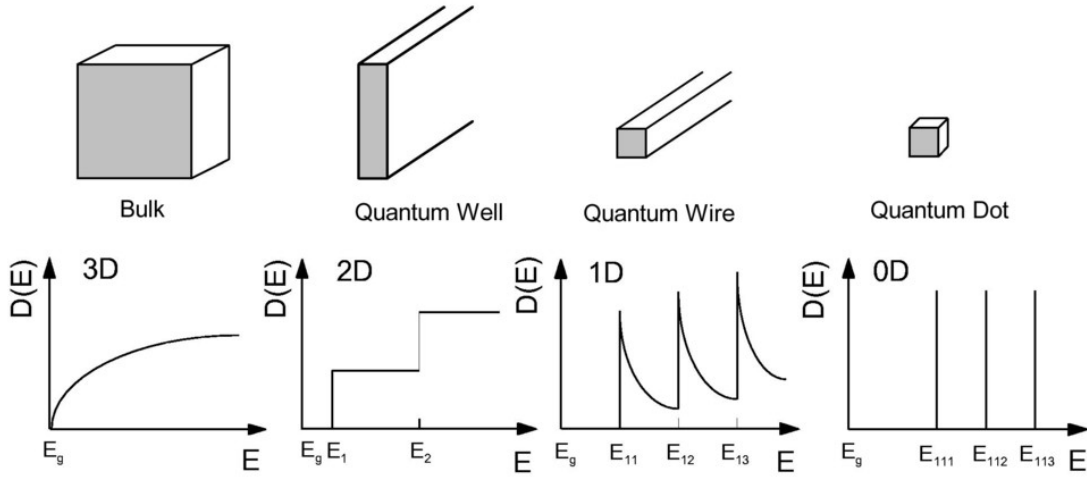 Bulk
Quantum Well
Quantum Wire
Quantum Dot
D(E)
3D
E_g
E
D(E)
2D
E_g E_1 E_2 E
D(E)
1D
E_g E_11 E_12 E_13 E
D(E)
0D
E_g E_111 E_112 E_113 E